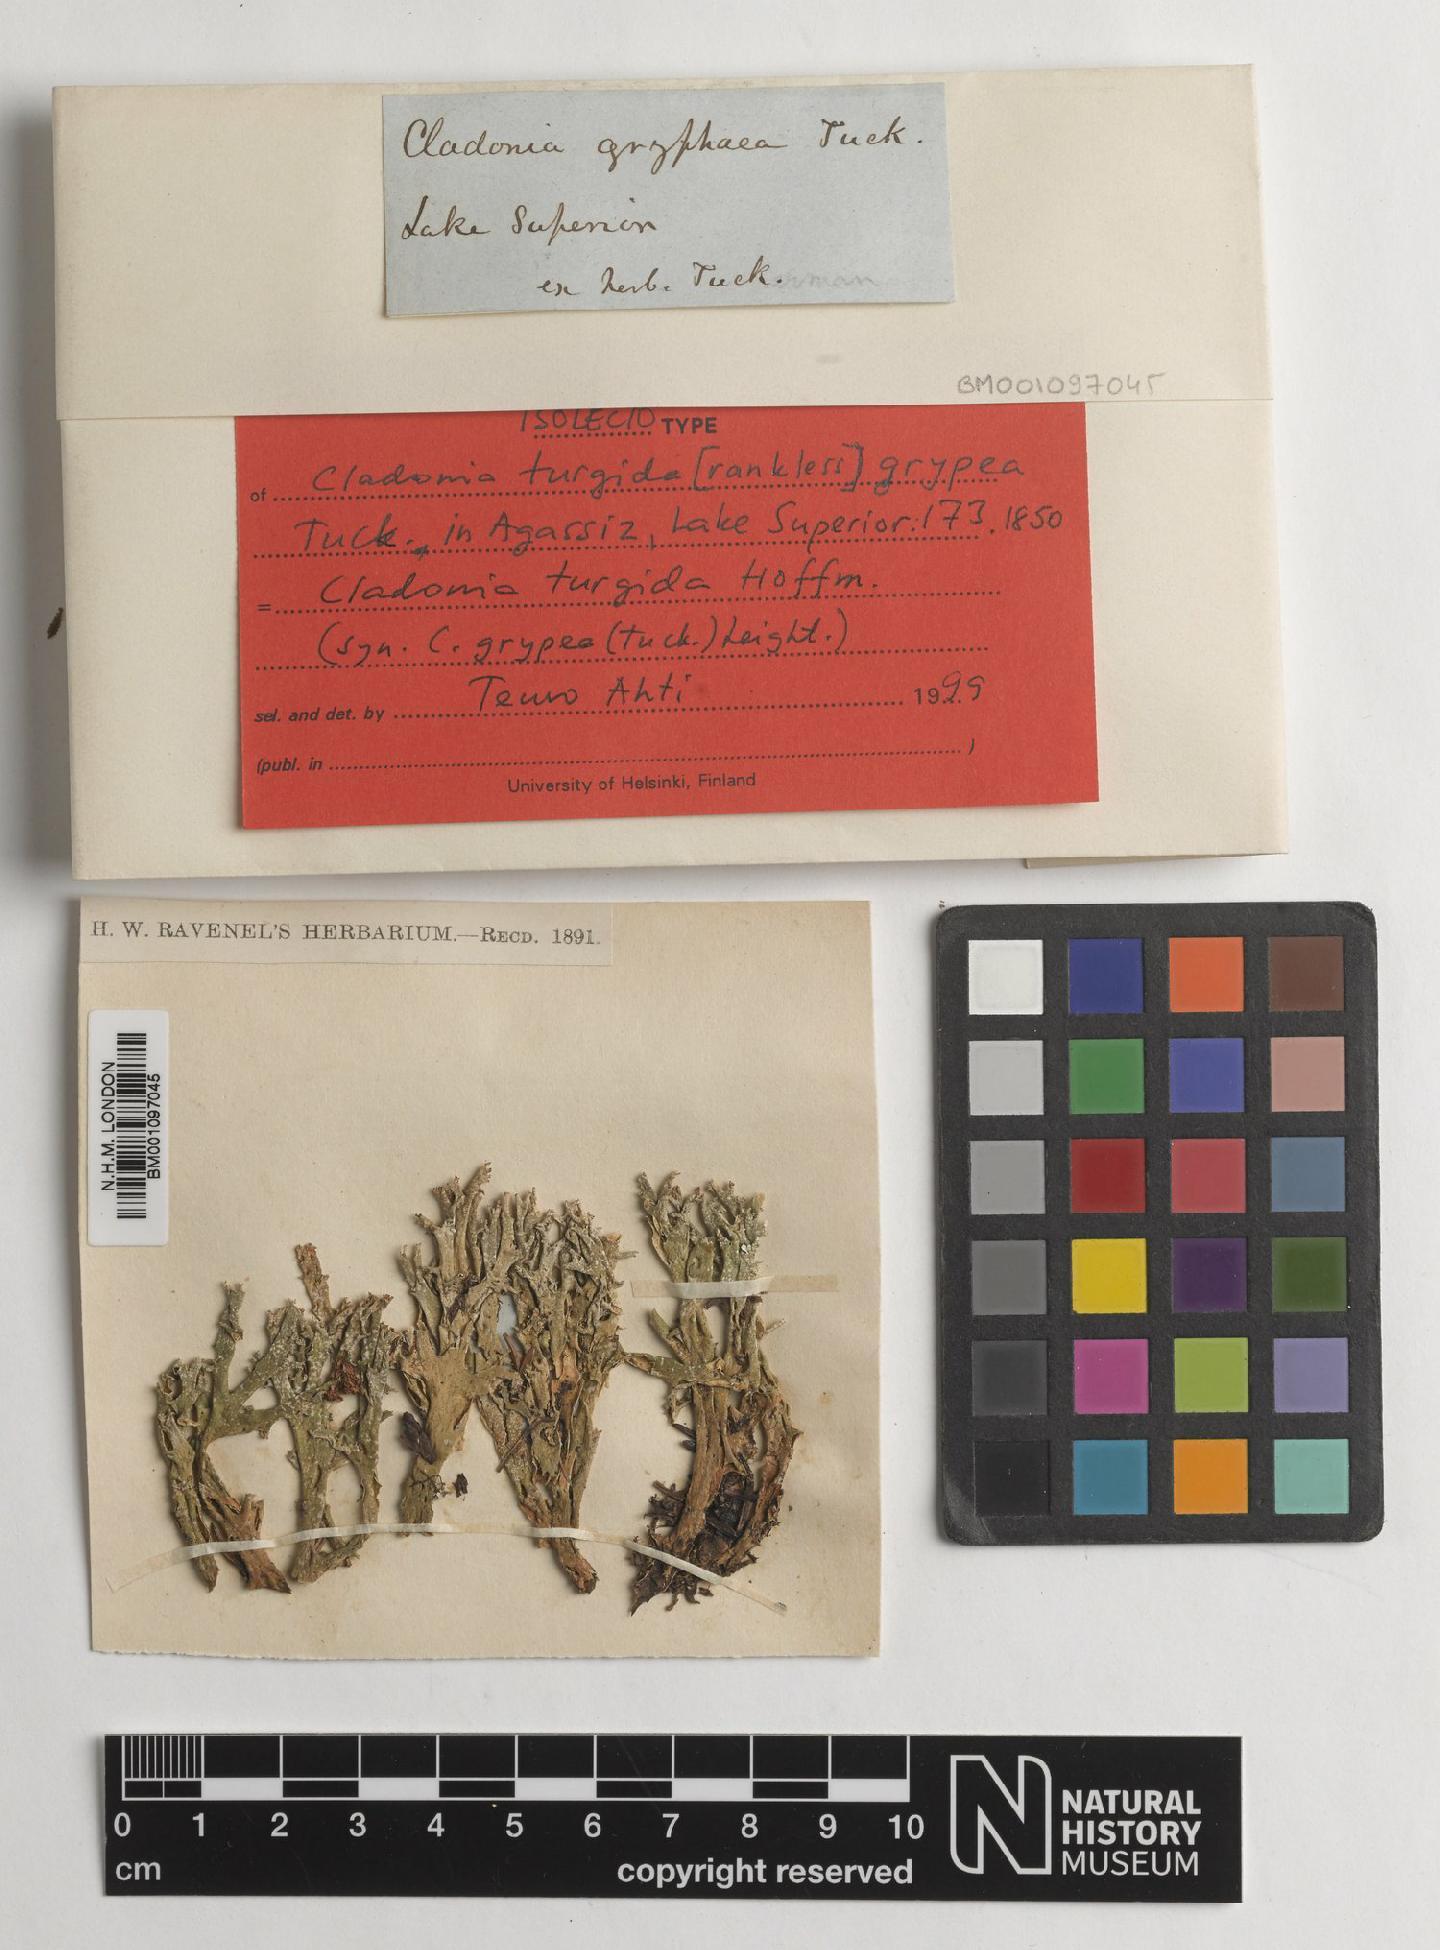 Cladonia gryphaea Tuck.
Lake Superior
ex herb. Tuck.erman
BM001097045
ISOLECTO TYPE
of Cladonia turgida [rankless] grypea
Tuck., in Agassiz, Lake Superior: 173. 1850
= Cladonia turgida Hoffm.
(syn. C. grypea (Tuck.) Leight.)
sel. and det. by Teuvo Ahti 1999
(publ. in )
University of Helsinki, Finland
H. W. RAVENEL'S HERBARIUM.—RECD. 1891.
N.H.M. LONDON
BM001097045
0 1 2 3 4 5 6 7 8 9 10
cm
copyright reserved
NATURAL
HISTORY
MUSEUM